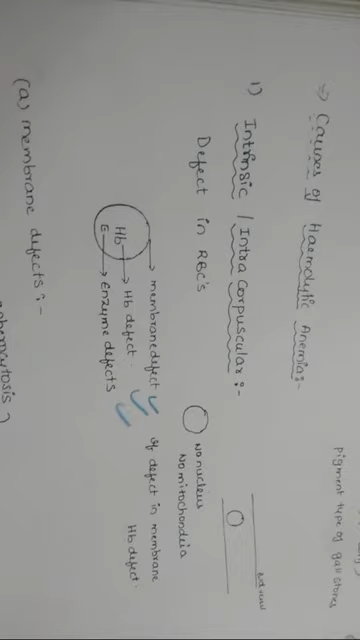 pigment type of gall stones
=> Causes of Haemolytic Anemia:-
1) Intrinsic / Intra Corpuscular :-
Defect in RBC's
No nucleus
No mitochondria
Hb
E
membrane defect
Hb defect.
Enzyme defects
of defect in membrane
Hb defect.
(a) membrane defects :-